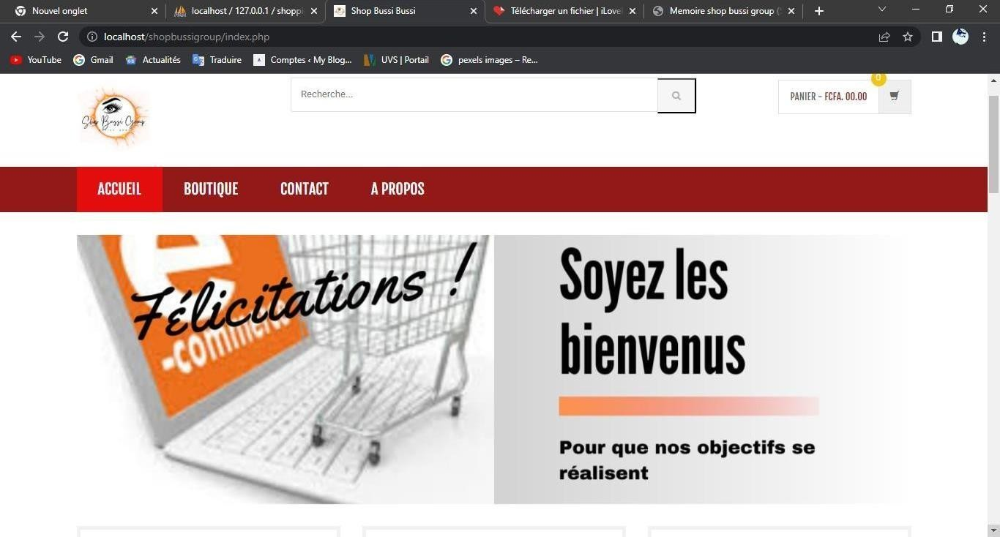 Nouvel onglet
localhost / 127.0.0.1 / shoppi
Shop Bussi Bussi
Télécharger un fichier | iLove
Memoire shop bussi group (
localhost/shopbussigroup/index.php
YouTube
Gmail
Actualités
Traduire
Comptes ‹ My Blog...
UVS | Portail
pexels images – Re...
Shop Bussi Group
Recherche...
0
PANIER - FCFA. 00.00
ACCUEIL
BOUTIQUE
CONTACT
A PROPOS
e
-commerce
Félicitations !
Soyez les
bienvenus
Pour que nos objectifs se
réalisent